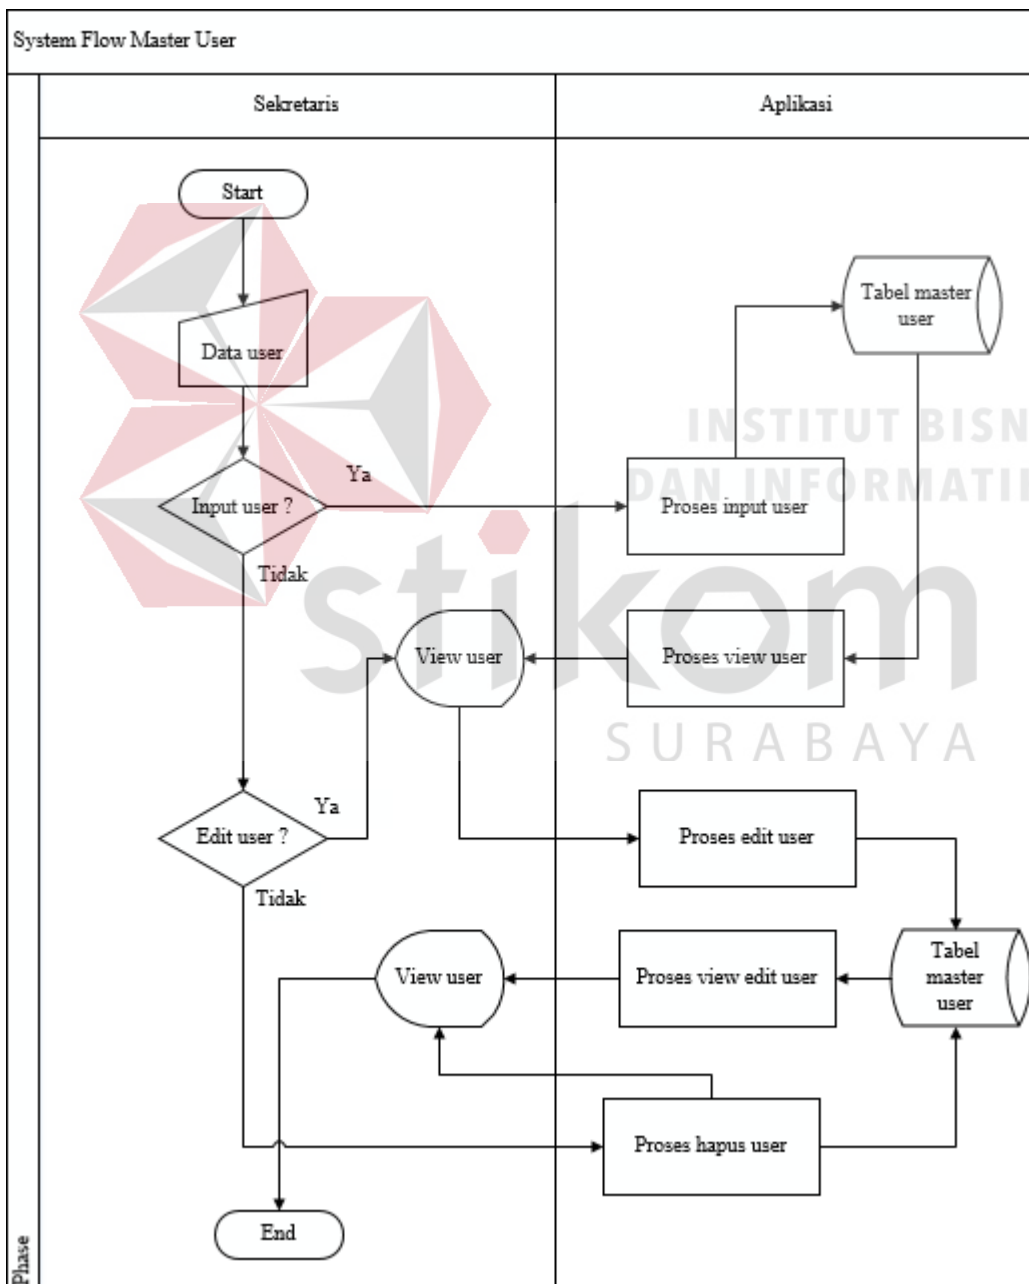 System Flow Master User
Sekretaris
Aplikasi
Start
Tabel master
user
Data user
INSTITUT BISN
Ya
DAN INFORMATI
Input user ?
Proses input user
Tidak
stikom
View user
Proses view user
SURABAYA
Ya
Edit user ?
Proses edit user
Tidak
View user
Proses view edit user
Tabel
master
user
Proses hapus user
End
Phase